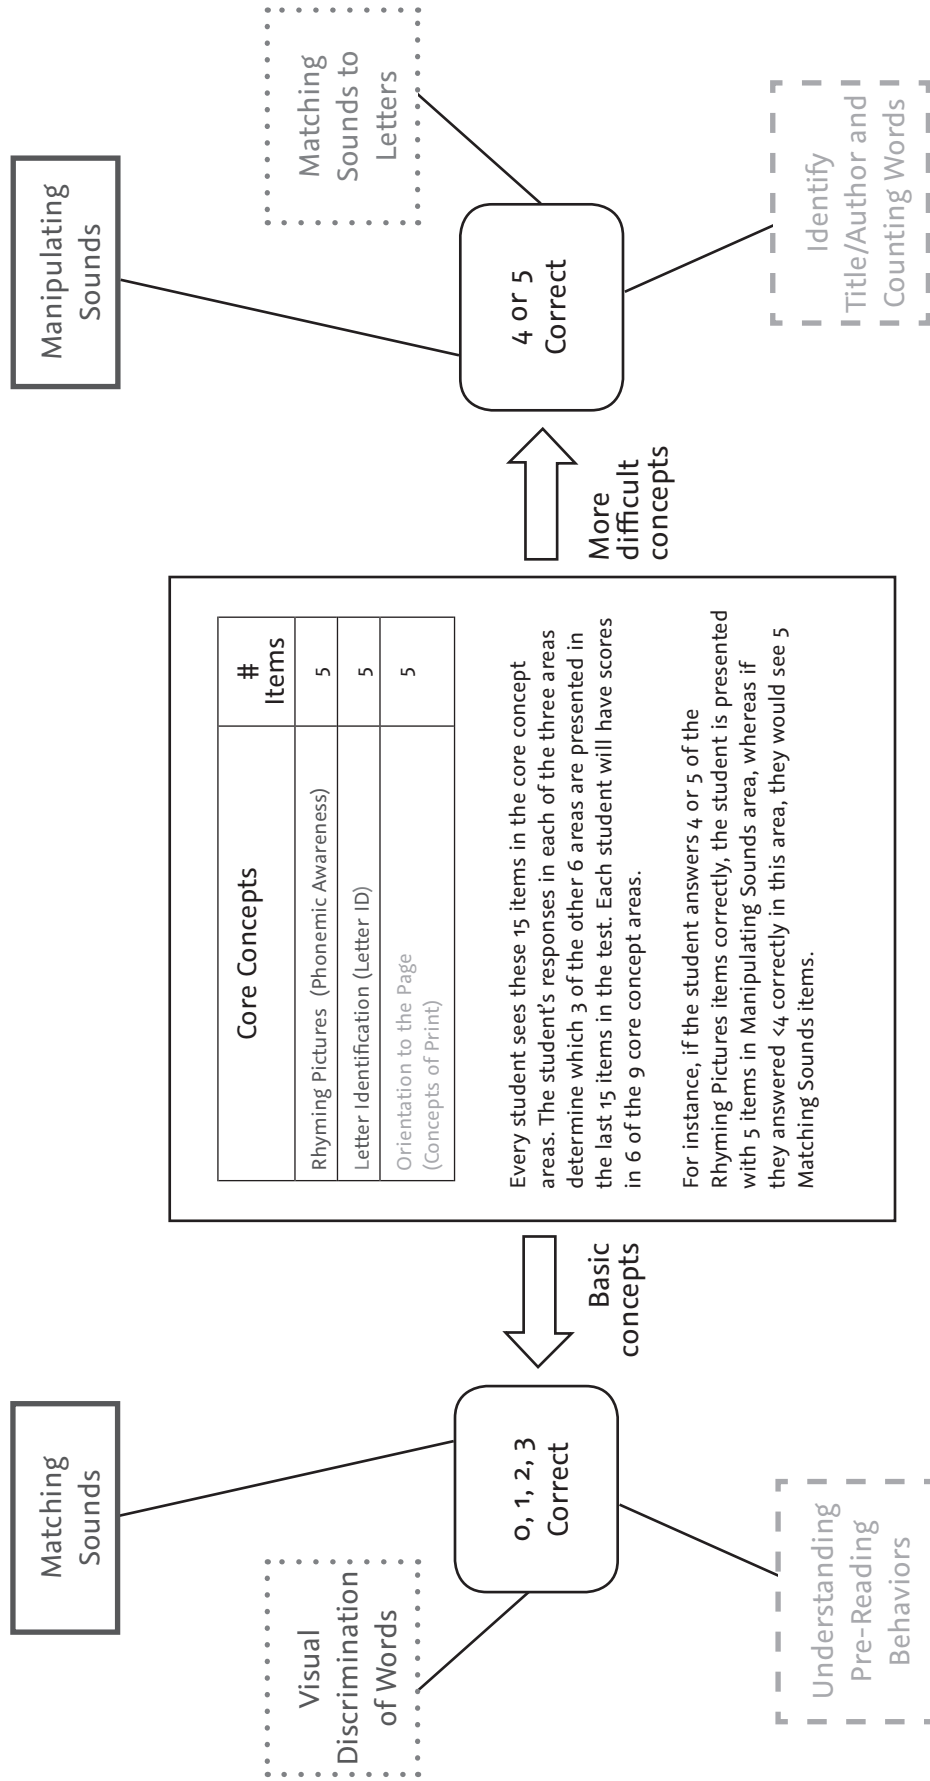 Matching
Sounds
Manipulating
Sounds
Visual
Discrimination
of Words
Matching
Sounds to
Letters
Core Concepts
#
Items
Rhyming Pictures (Phonemic Awareness)
5
Letter Identification (Letter ID)
5
Orientation to the Page
(Concepts of Print)
5
0, 1, 2, 3
Correct
Basic
concepts
Every student sees these 15 items in the core concept
areas. The student's responses in each of the three areas
determine which 3 of the other 6 areas are presented in
the last 15 items in the test. Each student will have scores
in 6 of the 9 core concept areas.
For instance, if the student answers 4 or 5 of the
Rhyming Pictures items correctly, the student is presented
with 5 items in Manipulating Sounds area, whereas if
they answered <4 correctly in this area, they would see 5
Matching Sounds items.
More
difficult
concepts
4 or 5
Correct
Understanding
Pre-Reading
Behaviors
Identify
Title/Author and
Counting Words